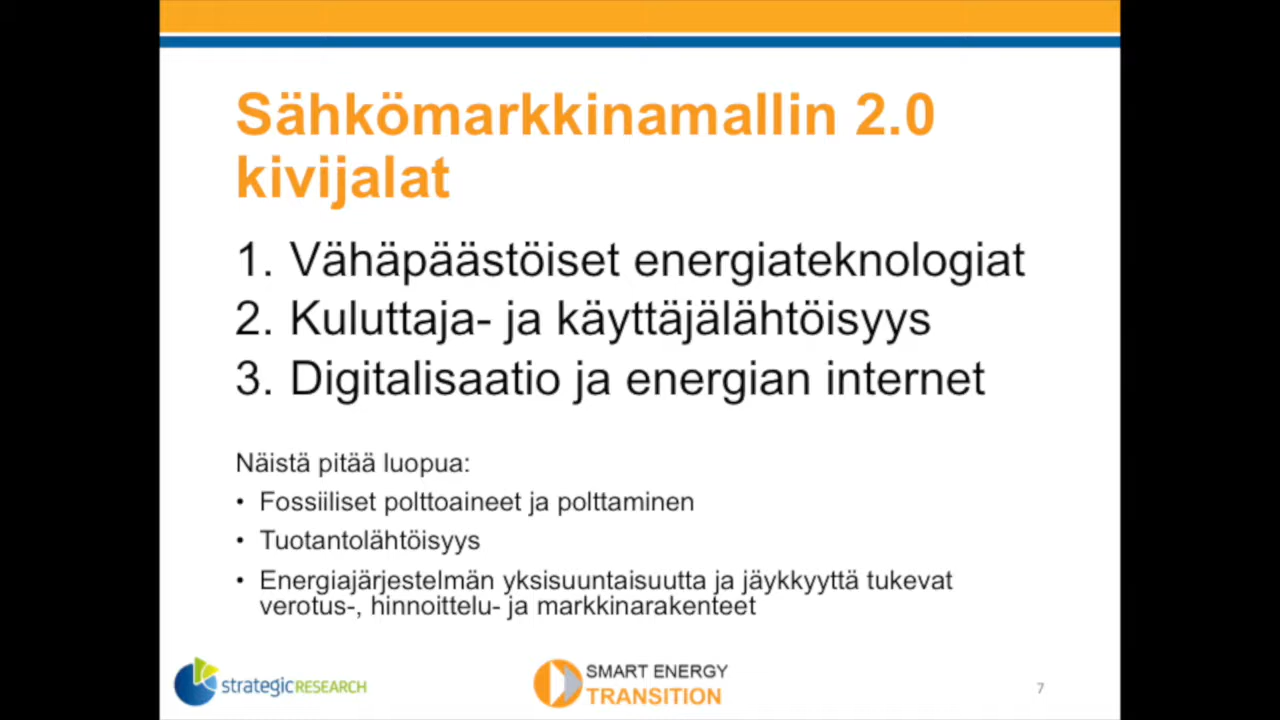 Sähkömarkkinamallin 2.0
kivijalat
1. Vähäpäästöiset energiateknologiat
2. Kuluttaja- ja käyttäjälähtöisyys
3. Digitalisaatio ja energian internet
Näistä pitää luopua:
• Fossiiliset polttoaineet ja polttaminen
• Tuotantolähtöisyys
• Energiajärjestelmän yksisuuntaisuutta ja jäykkyyttä tukevat
verotus-, hinnoittelu- ja markkinarakenteet
strategicRESEARCH
SMART ENERGY
TRANSITION
7